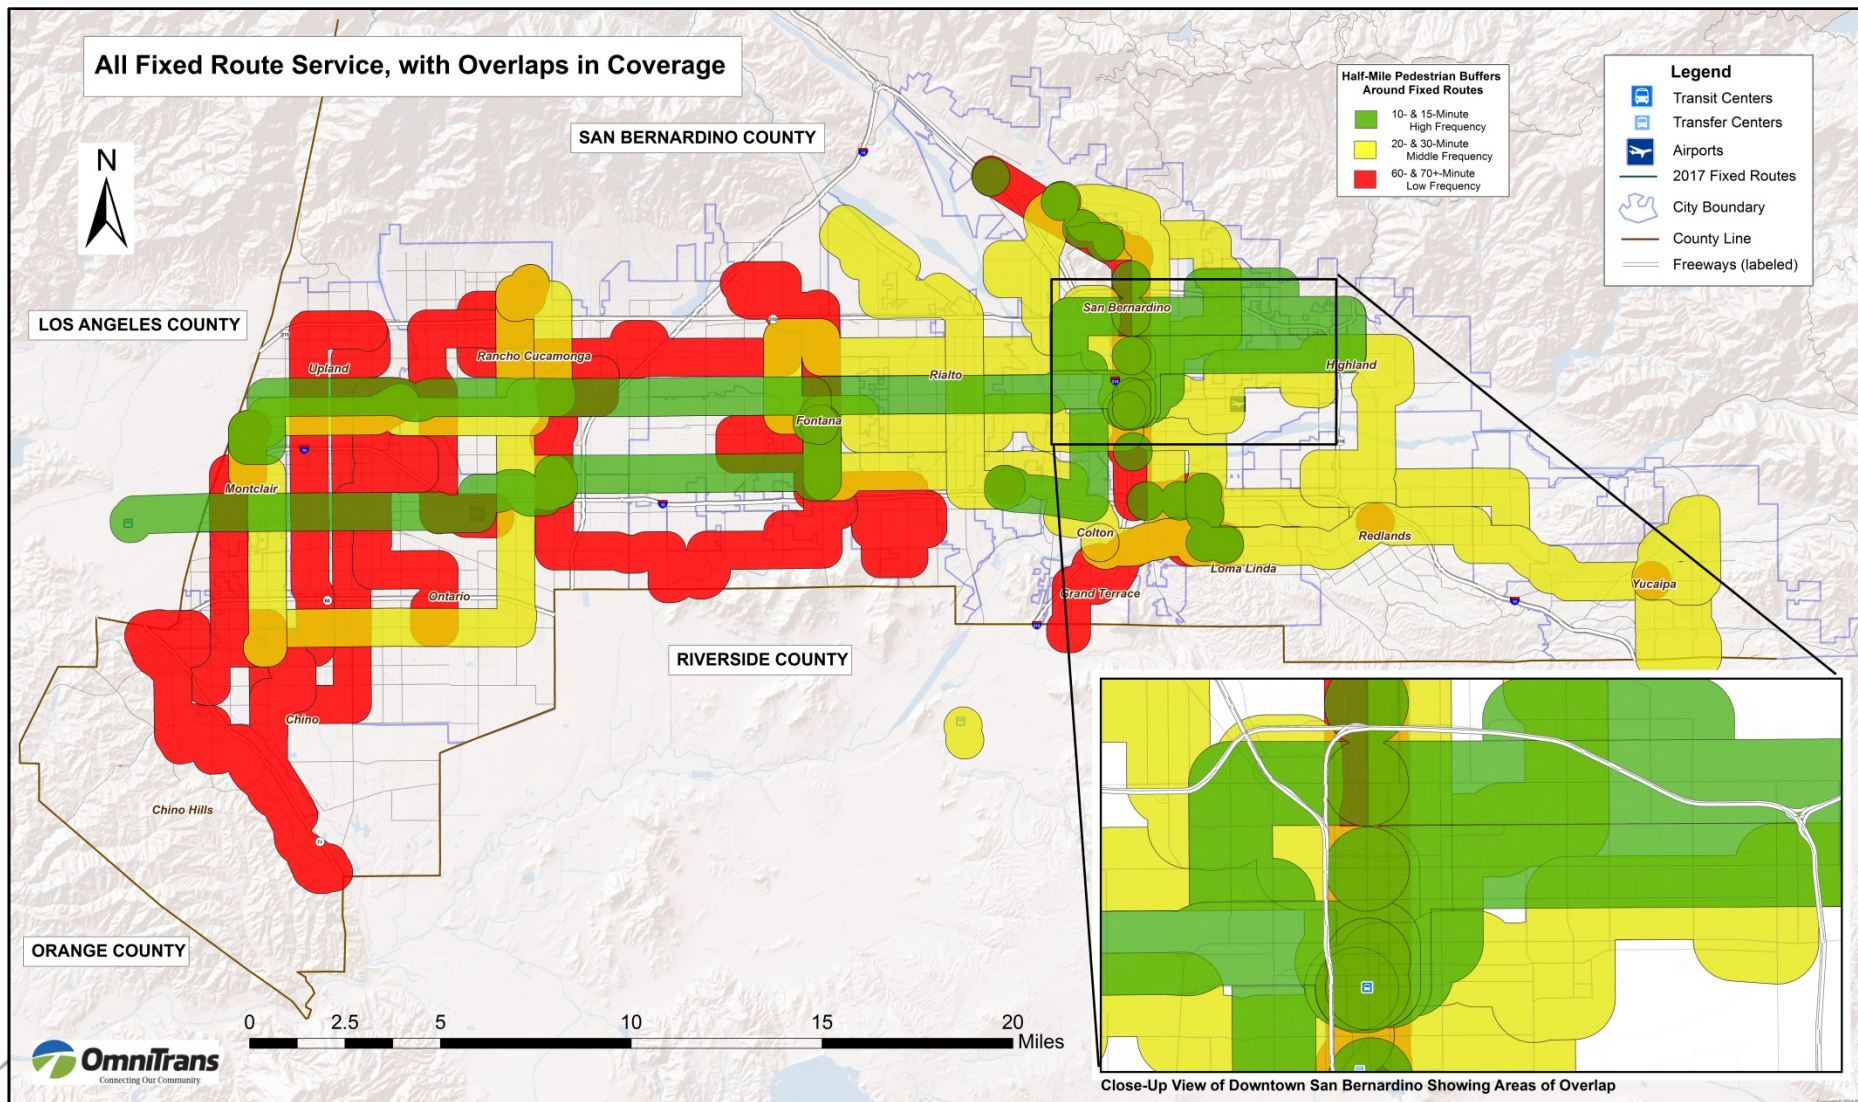 All Fixed Route Service, with Overlaps in Coverage
N
SAN BERNARDINO COUNTY
LOS ANGELES COUNTY
RIVERSIDE COUNTY
ORANGE COUNTY
Half-Mile Pedestrian Buffers
Around Fixed Routes
10- & 15-Minute
High Frequency
20- & 30-Minute
Middle Frequency
60- & 70+-Minute
Low Frequency
Legend
Transit Centers
Transfer Centers
Airports
2017 Fixed Routes
City Boundary
County Line
Freeways (labeled)
San Bernardino
Upland
Rancho Cucamonga
Rialto
Highland
Fontana
Montclair
Colton
Redlands
Loma Linda
Yucaipa
Grand Terrace
Ontario
Chino
Chino Hills
210
210
210
60
71
0 2.5 5 10 15 20
Miles
OmniTrans
Connecting Our Community.
Close-Up View of Downtown San Bernardino Showing Areas of Overlap